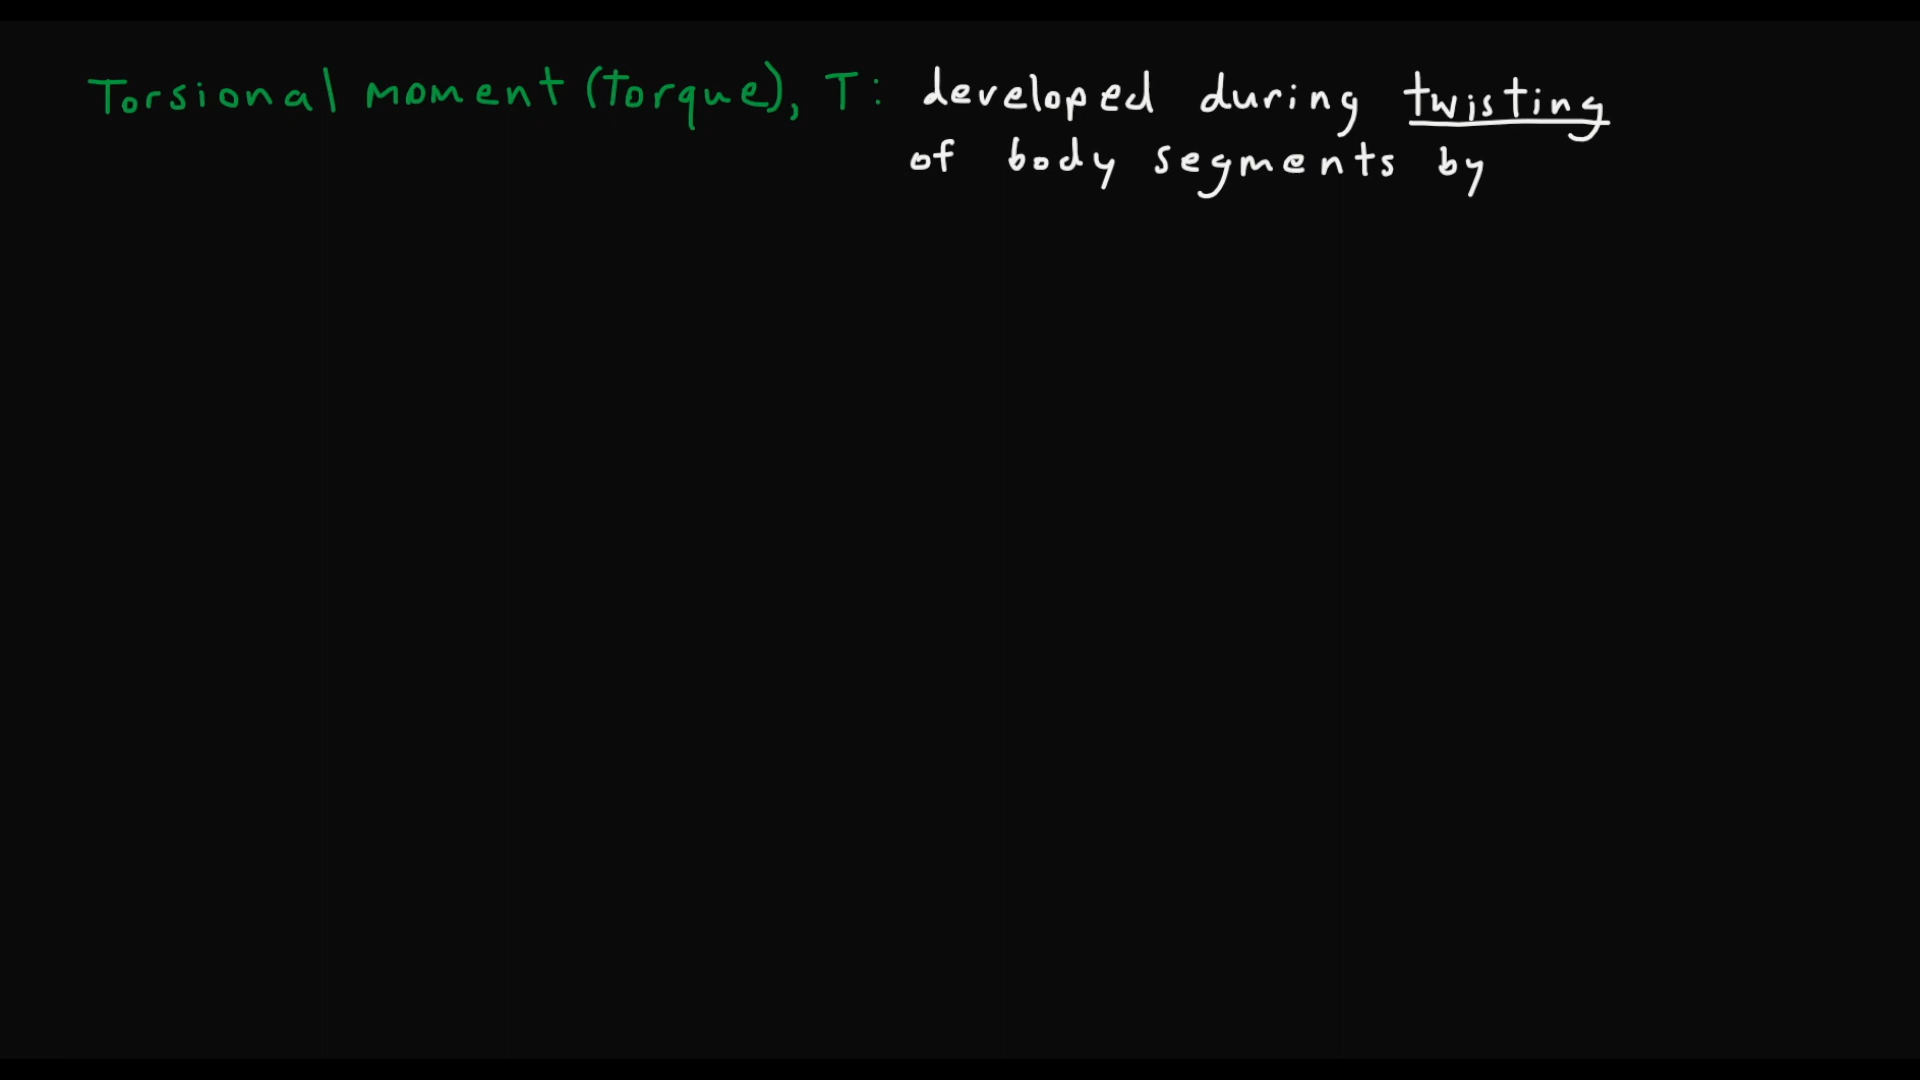 Torsional moment (torque), T: developed during twisting
of body segments by